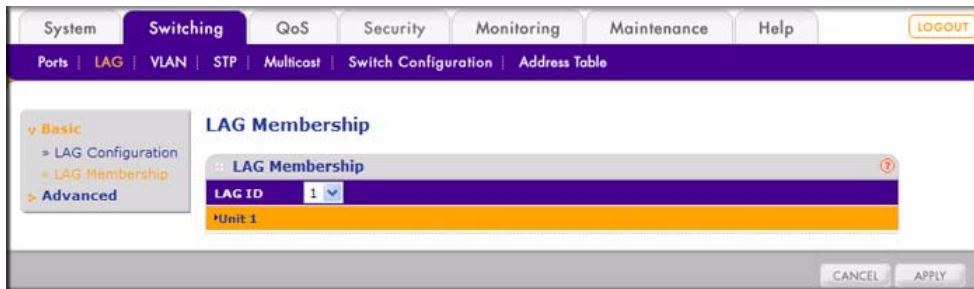 System Switching QoS Security Monitoring Maintenance Help LOGOUT
Ports LAG VLAN STP Multicast Switch Configuration Address Table
Basic
LAG Configuration
LAG Membership
Advanced
LAG Membership
LAG Membership ?
LAG ID 1
Unit 1
CANCEL APPLY